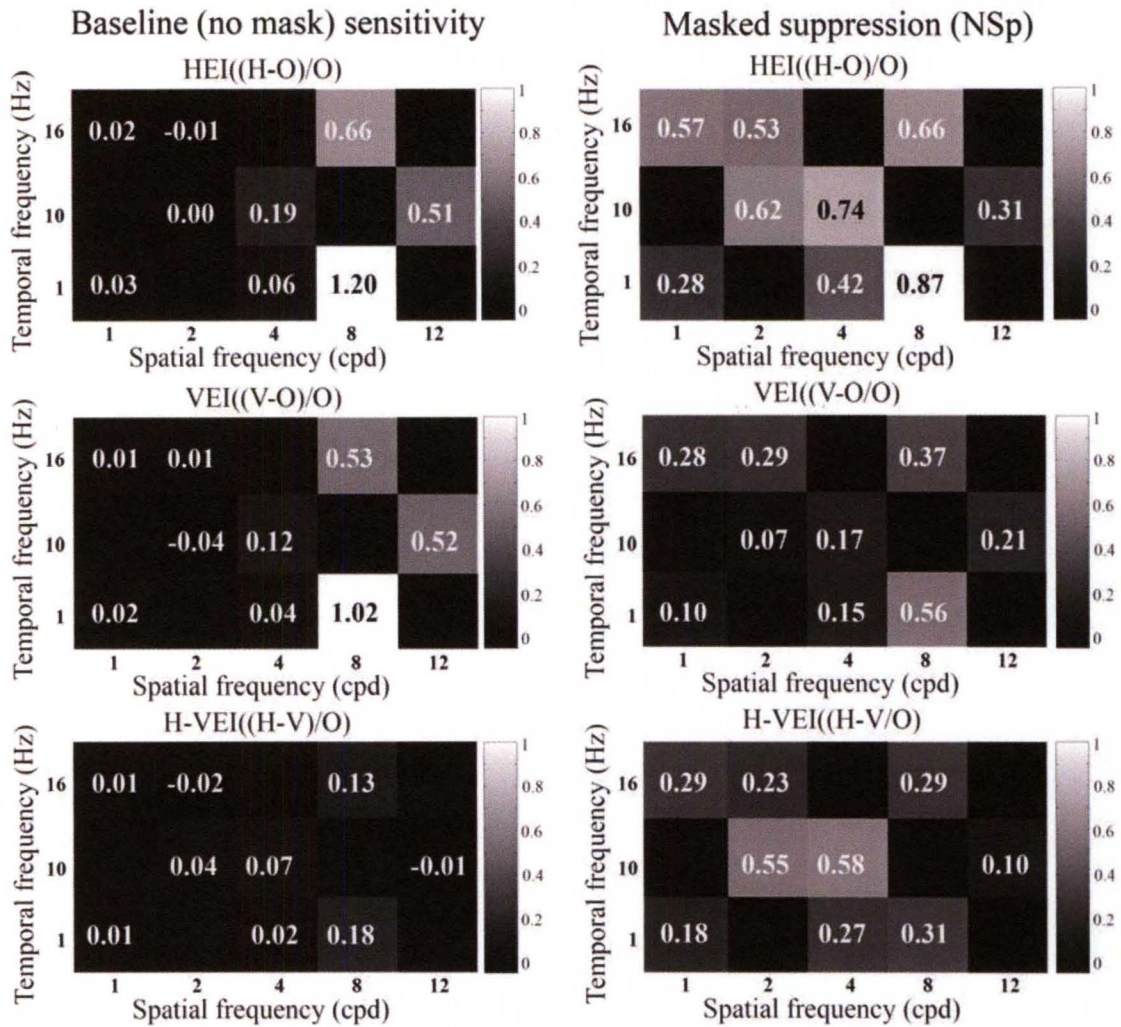 Baseline (no mask) sensitivity
Masked suppression (NSp)
HEI((H-O)/O)
Temporal frequency (Hz)
16 0.02 -0.01 0.66
10 0.00 0.19 0.51
1 0.03 0.06 1.20
1 2 4 8 12
Spatial frequency (cpd)
1
0.8
0.6
0.4
0.2
0
HEI((H-O)/O)
Temporal frequency (Hz)
16 0.57 0.53 0.66
10 0.62 0.74 0.31
1 0.28 0.42 0.87
1 2 4 8 12
Spatial frequency (cpd)
1
0.8
0.6
0.4
0.2
0
VEI((V-O)/O)
Temporal frequency (Hz)
16 0.01 0.01 0.53
10 -0.04 0.12 0.52
1 0.02 0.04 1.02
1 2 4 8 12
Spatial frequency (cpd)
1
0.8
0.6
0.4
0.2
0
VEI((V-O/O)
Temporal frequency (Hz)
16 0.28 0.29 0.37
10 0.07 0.17 0.21
1 0.10 0.15 0.56
1 2 4 8 12
Spatial frequency (cpd)
1
0.8
0.6
0.4
0.2
0
H-VEI((H-V)/O)
Temporal frequency (Hz)
16 0.01 -0.02 0.13
10 0.04 0.07 -0.01
1 0.01 0.02 0.18
1 2 4 8 12
Spatial frequency (cpd)
1
0.8
0.6
0.4
0.2
0
H-VEI((H-V/O)
Temporal frequency (Hz)
16 0.29 0.23 0.29
10 0.55 0.58 0.10
1 0.18 0.27 0.31
1 2 4 8 12
Spatial frequency (cpd)
1
0.8
0.6
0.4
0.2
0